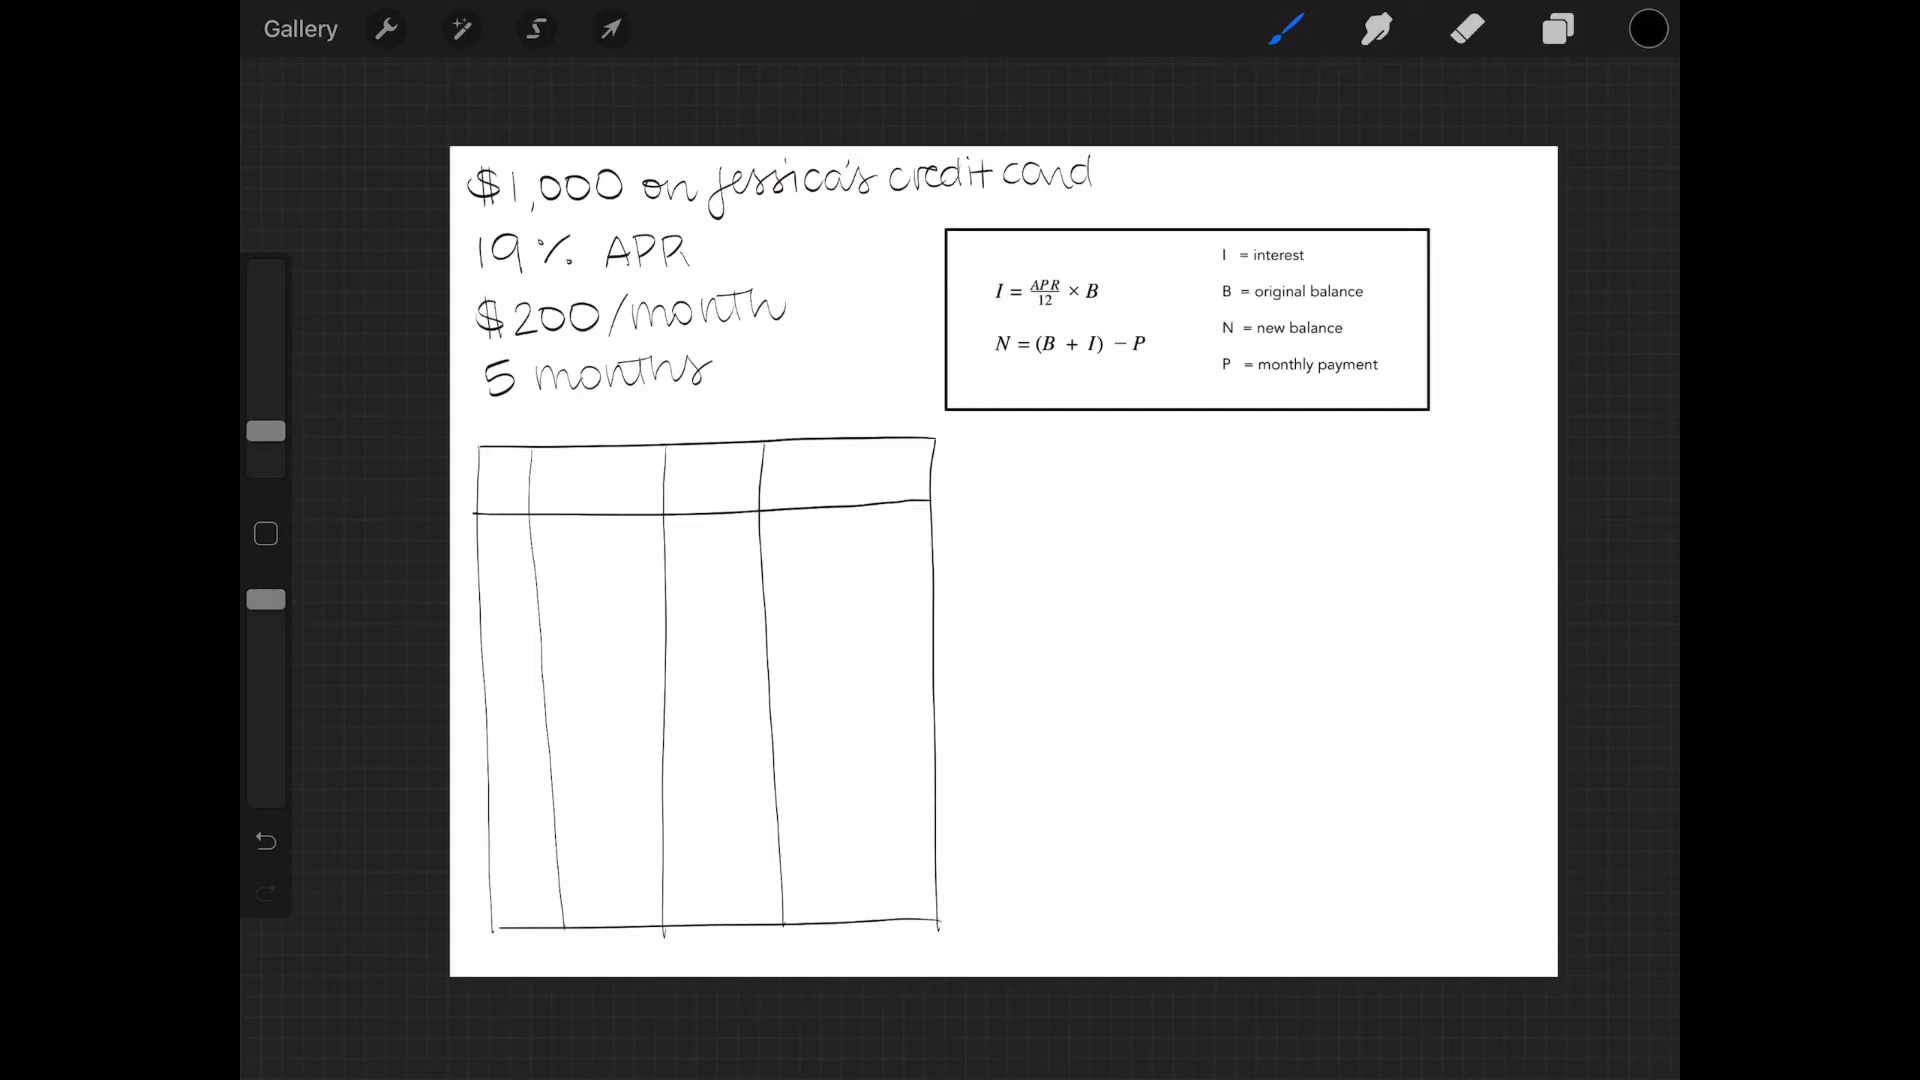 Gallery
$1,000 on Jessica's credit card
19% APR
$200/month
5 months
I = APR/12 × B
N = (B + I) − P
I = interest
B = original balance
N = new balance
P = monthly payment